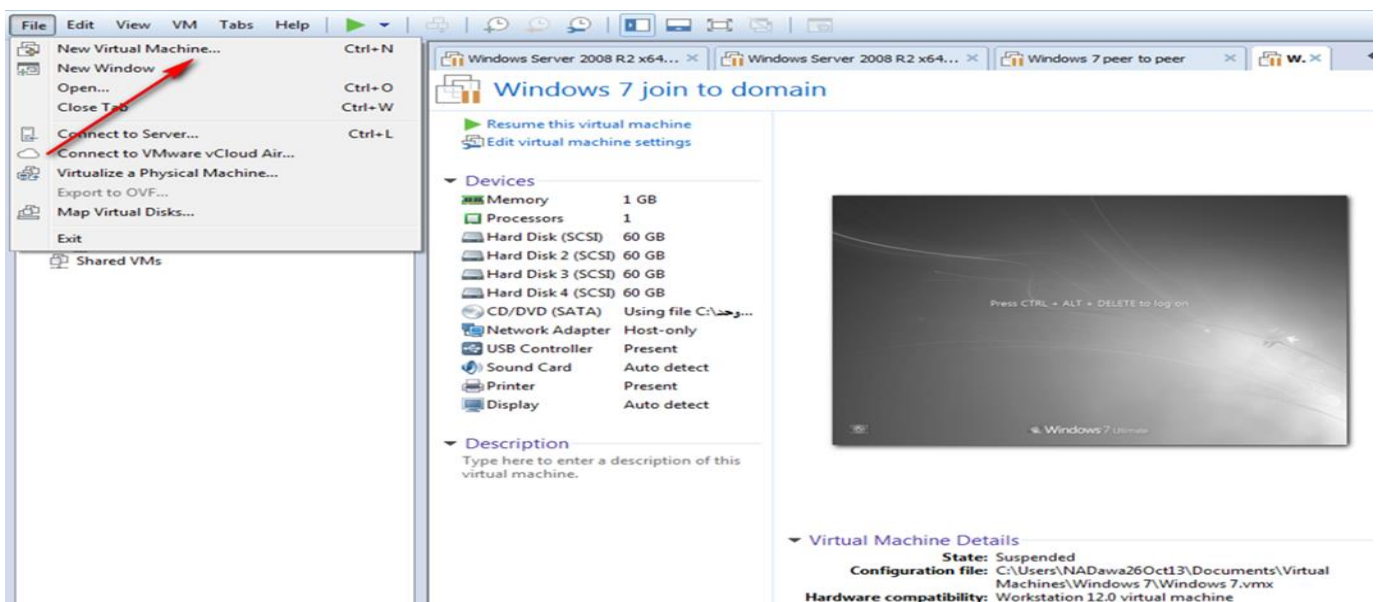 File Edit View VM Tabs Help
New Virtual Machine... Ctrl+N
New Window
Open... Ctrl+O
Close Tab Ctrl+W
Connect to Server... Ctrl+L
Connect to VMware vCloud Air...
Virtualize a Physical Machine...
Export to OVF...
Map Virtual Disks...
Exit
Shared VMs
Windows Server 2008 R2 x64... Windows Server 2008 R2 x64... Windows 7 peer to peer W.
Windows 7 join to domain
Resume this virtual machine
Edit virtual machine settings
Devices
Memory 1 GB
Processors 1
Hard Disk (SCSI) 60 GB
Hard Disk 2 (SCSI) 60 GB
Hard Disk 3 (SCSI) 60 GB
Hard Disk 4 (SCSI) 60 GB
CD/DVD (SATA) Using file C:\...
Network Adapter Host-only
USB Controller Present
Sound Card Auto detect
Printer Present
Display Auto detect
Description
Type here to enter a description of this
virtual machine.
Press CTRL + ALT + DELETE to log on
Windows 7 Ultimate
Virtual Machine Details
State: Suspended
Configuration file: C:\Users\NADawa26Oct13\Documents\Virtual
Machines\Windows 7\Windows 7.vmx
Hardware compatibility: Workstation 12.0 virtual machine